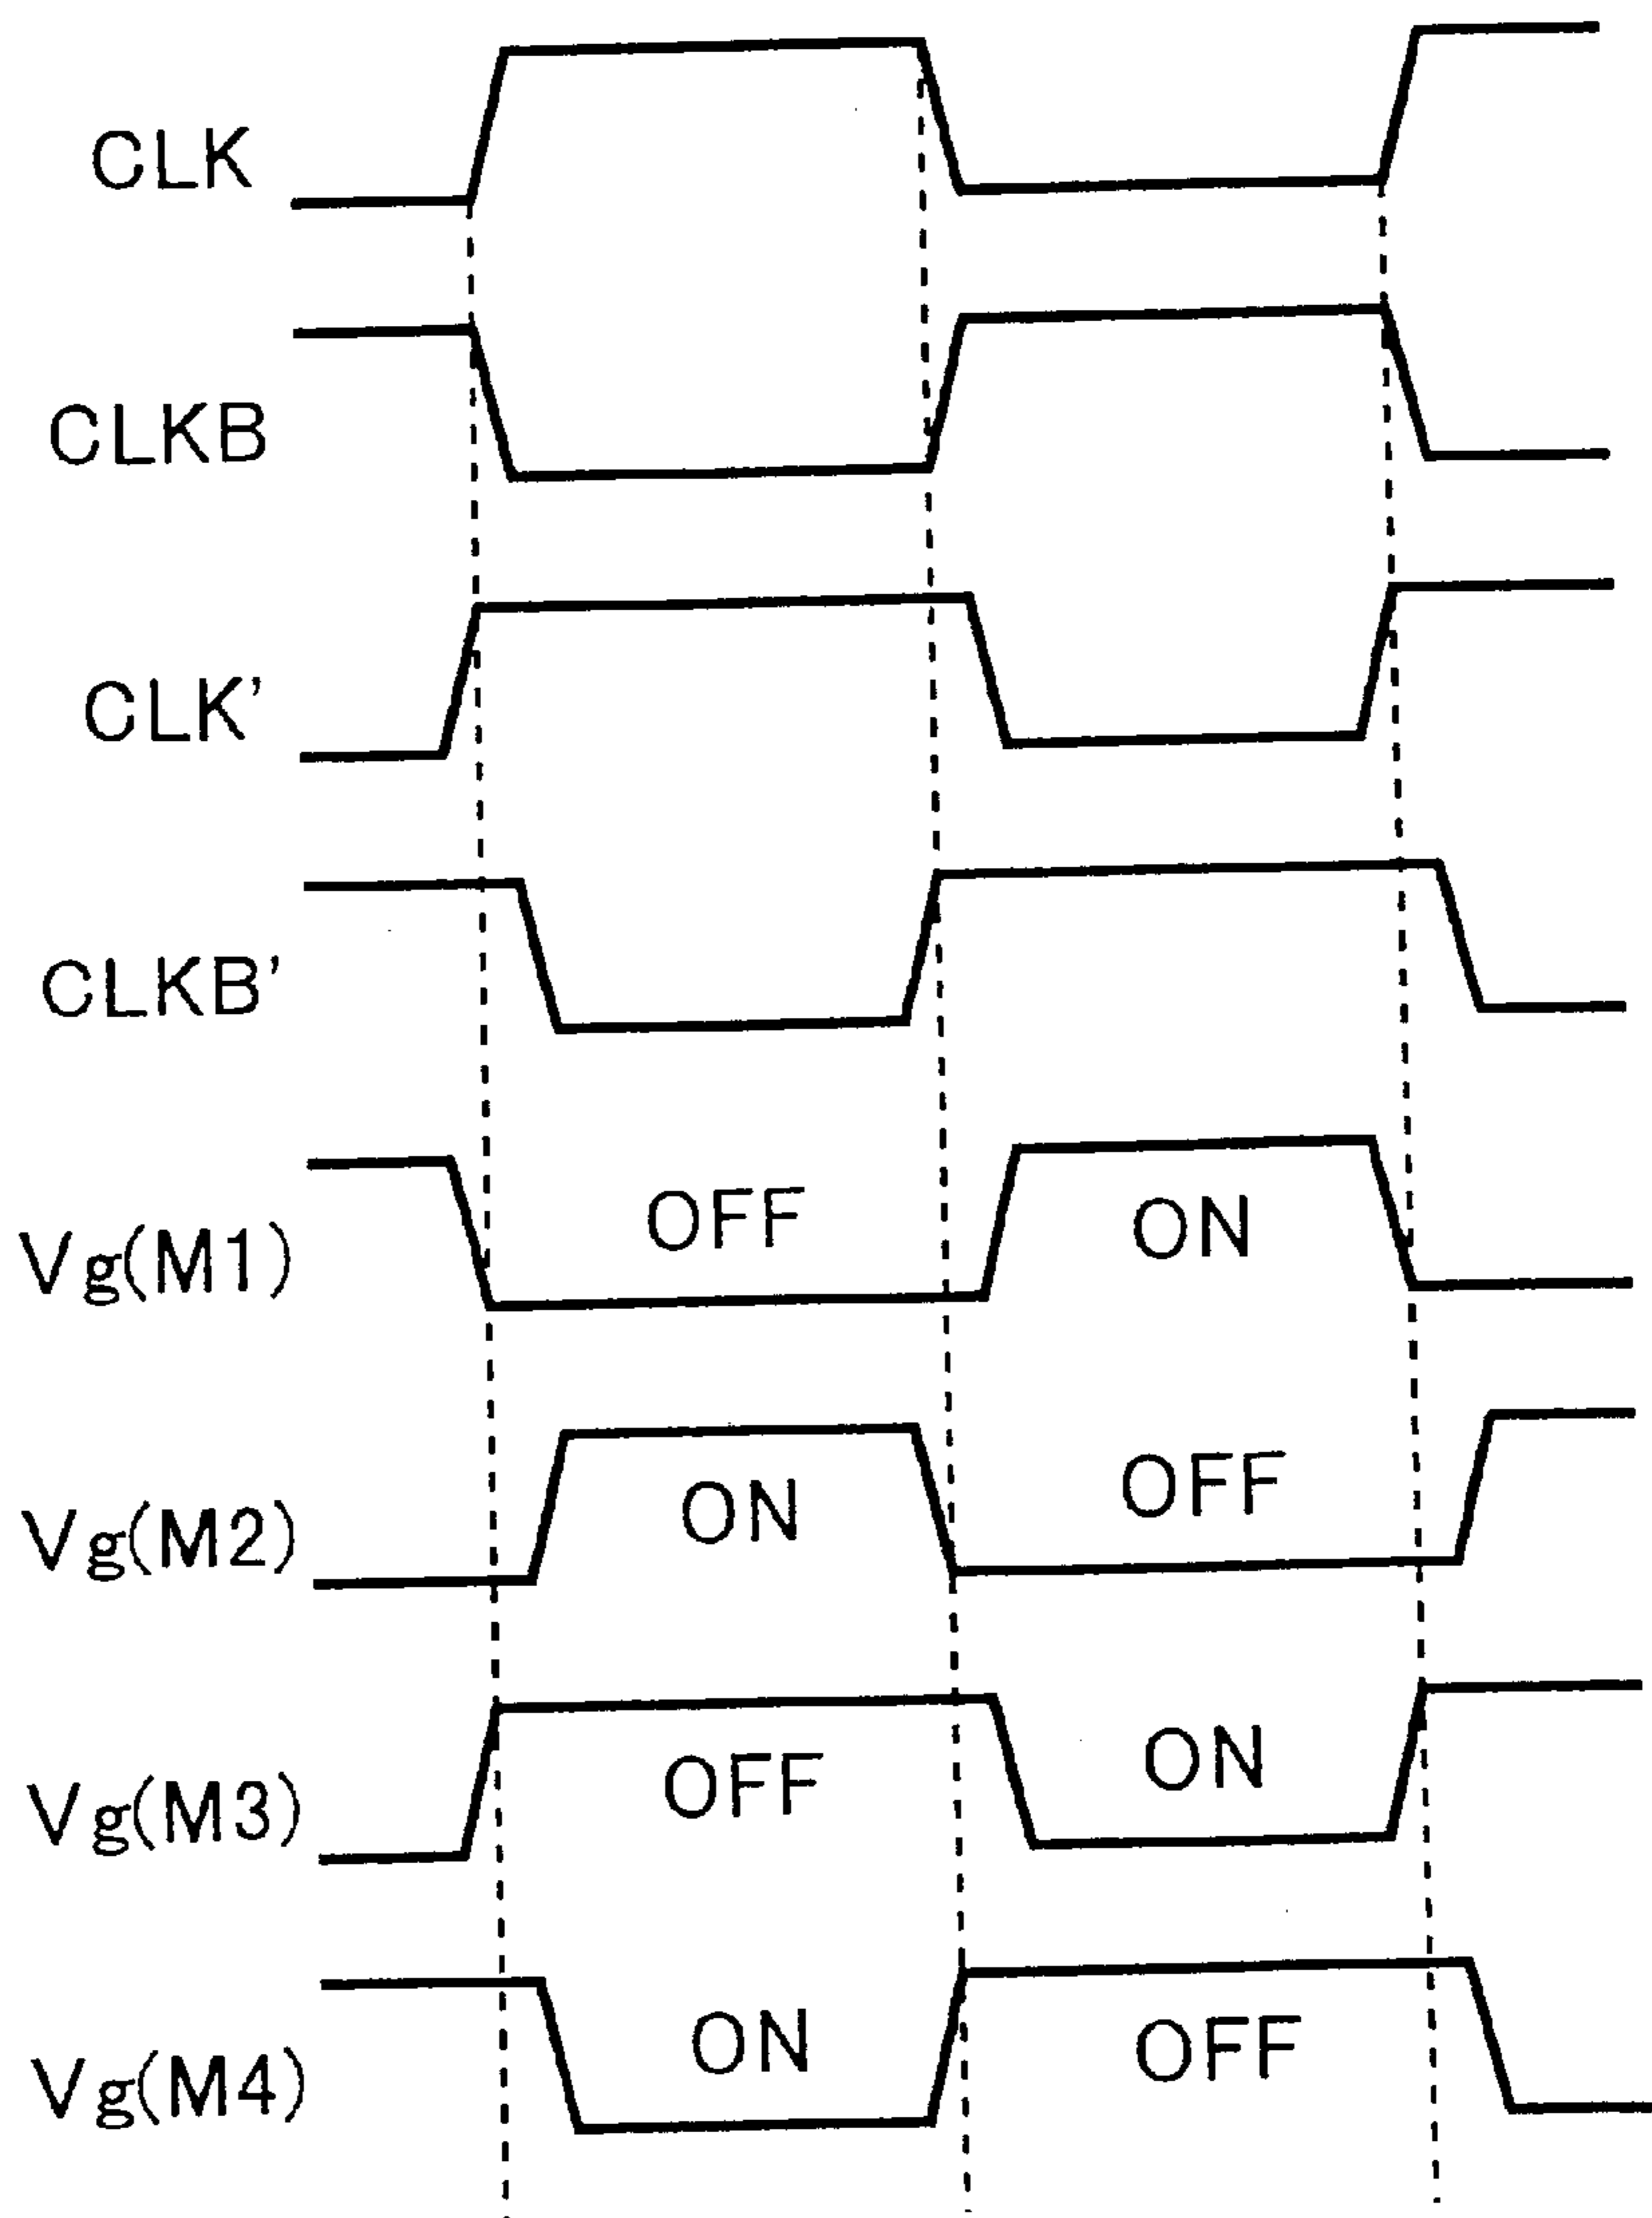 CLK
CLKB
CLK'
CLKB'
Vg(M1) OFF ON
Vg(M2) ON OFF
Vg(M3) OFF ON
Vg(M4) ON OFF